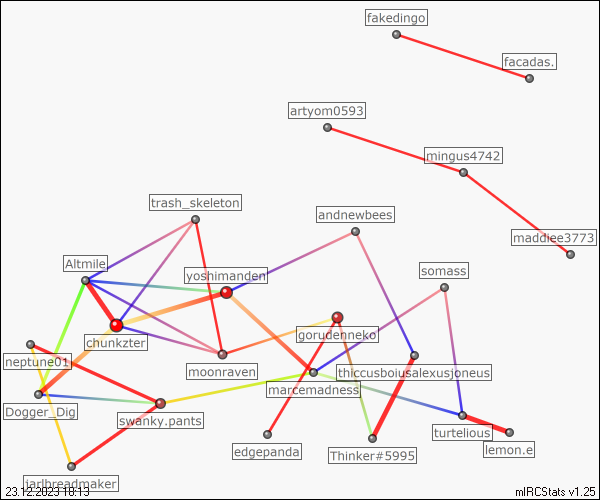 fakedingo
facadas.
artyom0593
mingus4742
maddiee3773
trash_skeleton
andnewbees
Altmile
yoshimanden
somass
chunkzter
gorudenneko
neptune01
moonraven
thiccusboiusalexusjoneus
marcemadness
Dogger_Dig
swanky.pants
turtelious
edgepanda
Thinker#5995
lemon.e
jarlbreadmaker
23.12.2023 18:13
mIRCStats v1.25